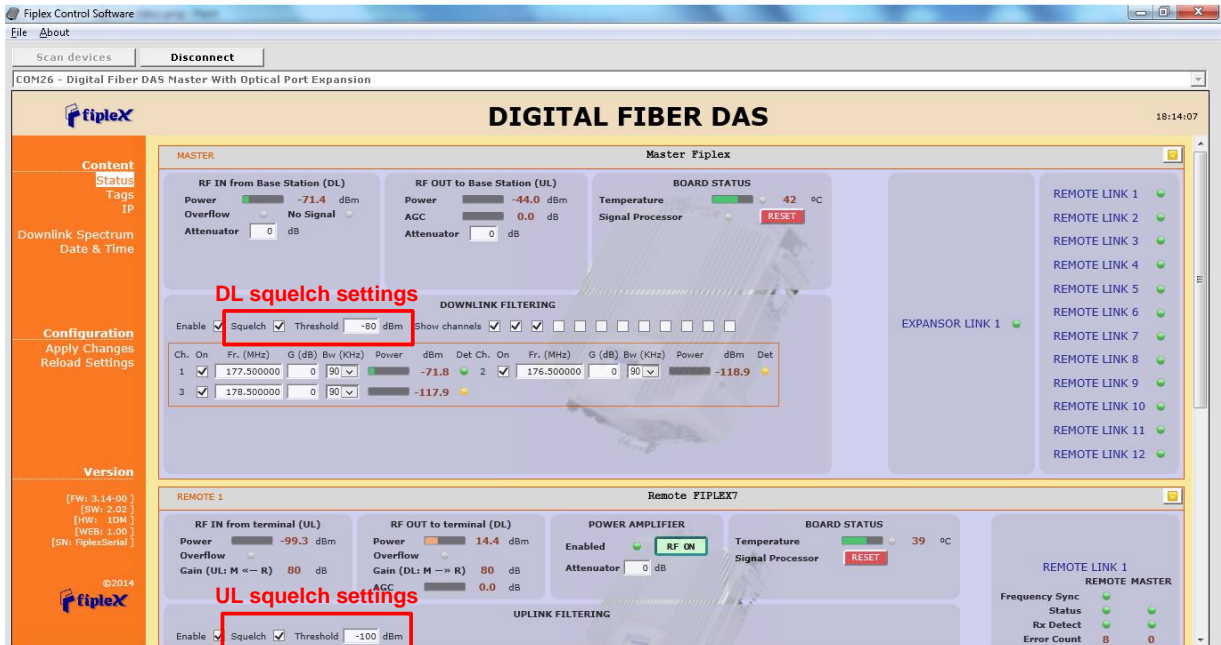 Fiplex Control Software
File About
Scan devices Disconnect
COM26 - Digital Fiber DAS Master With Optical Port Expansion
fipleX DIGITAL FIBER DAS 18:14:07
Content
Status
Tags
IP
Downlink Spectrum
Date & Time
Configuration
Apply Changes
Reload Settings
Version
[FW: 3.14-00 ]
[SW: 2.02 ]
[HW: 1DM ]
[WEB: 1.00 ]
[SN: FiplexSerial ]
©2014
fipleX
MASTER Master Fiplex
RF IN from Base Station (DL)
Power -71.4 dBm
Overflow No Signal
Attenuator 0 dB
RF OUT to Base Station (UL)
Power -44.0 dBm
AGC 0.0 dB
Attenuator 0 dB
BOARD STATUS
Temperature 42 ºC
Signal Processor RESET
DL squelch settings
DOWNLINK FILTERING
Enable Squelch Threshold -80 dBm Show channels
Ch. On Fr. (MHz) G (dB) Bw (KHz) Power dBm Det Ch. On Fr. (MHz) G (dB) Bw (KHz) Power dBm Det
1 177.500000 0 90 -71.8 2 176.500000 0 90 -118.9
3 178.500000 0 90 -117.9
EXPANSOR LINK 1
REMOTE LINK 1
REMOTE LINK 2
REMOTE LINK 3
REMOTE LINK 4
REMOTE LINK 5
REMOTE LINK 6
REMOTE LINK 7
REMOTE LINK 8
REMOTE LINK 9
REMOTE LINK 10
REMOTE LINK 11
REMOTE LINK 12
REMOTE 1 Remote FIPLEX7
RF IN from terminal (UL)
Power -99.3 dBm
Overflow
Gain (UL: M «— R) 80 dB
RF OUT to terminal (DL)
Power 14.4 dBm
Overflow
Gain (DL: M —» R) 80 dB
AGC 0.0 dB
POWER AMPLIFIER
Enabled RF ON
Attenuator 0 dB
BOARD STATUS
Temperature 39 ºC
Signal Processor RESET
UL squelch settings
UPLINK FILTERING
Enable Squelch Threshold -100 dBm
REMOTE LINK 1
REMOTE MASTER
Frequency Sync
Status
Rx Detect
Error Count 8 0